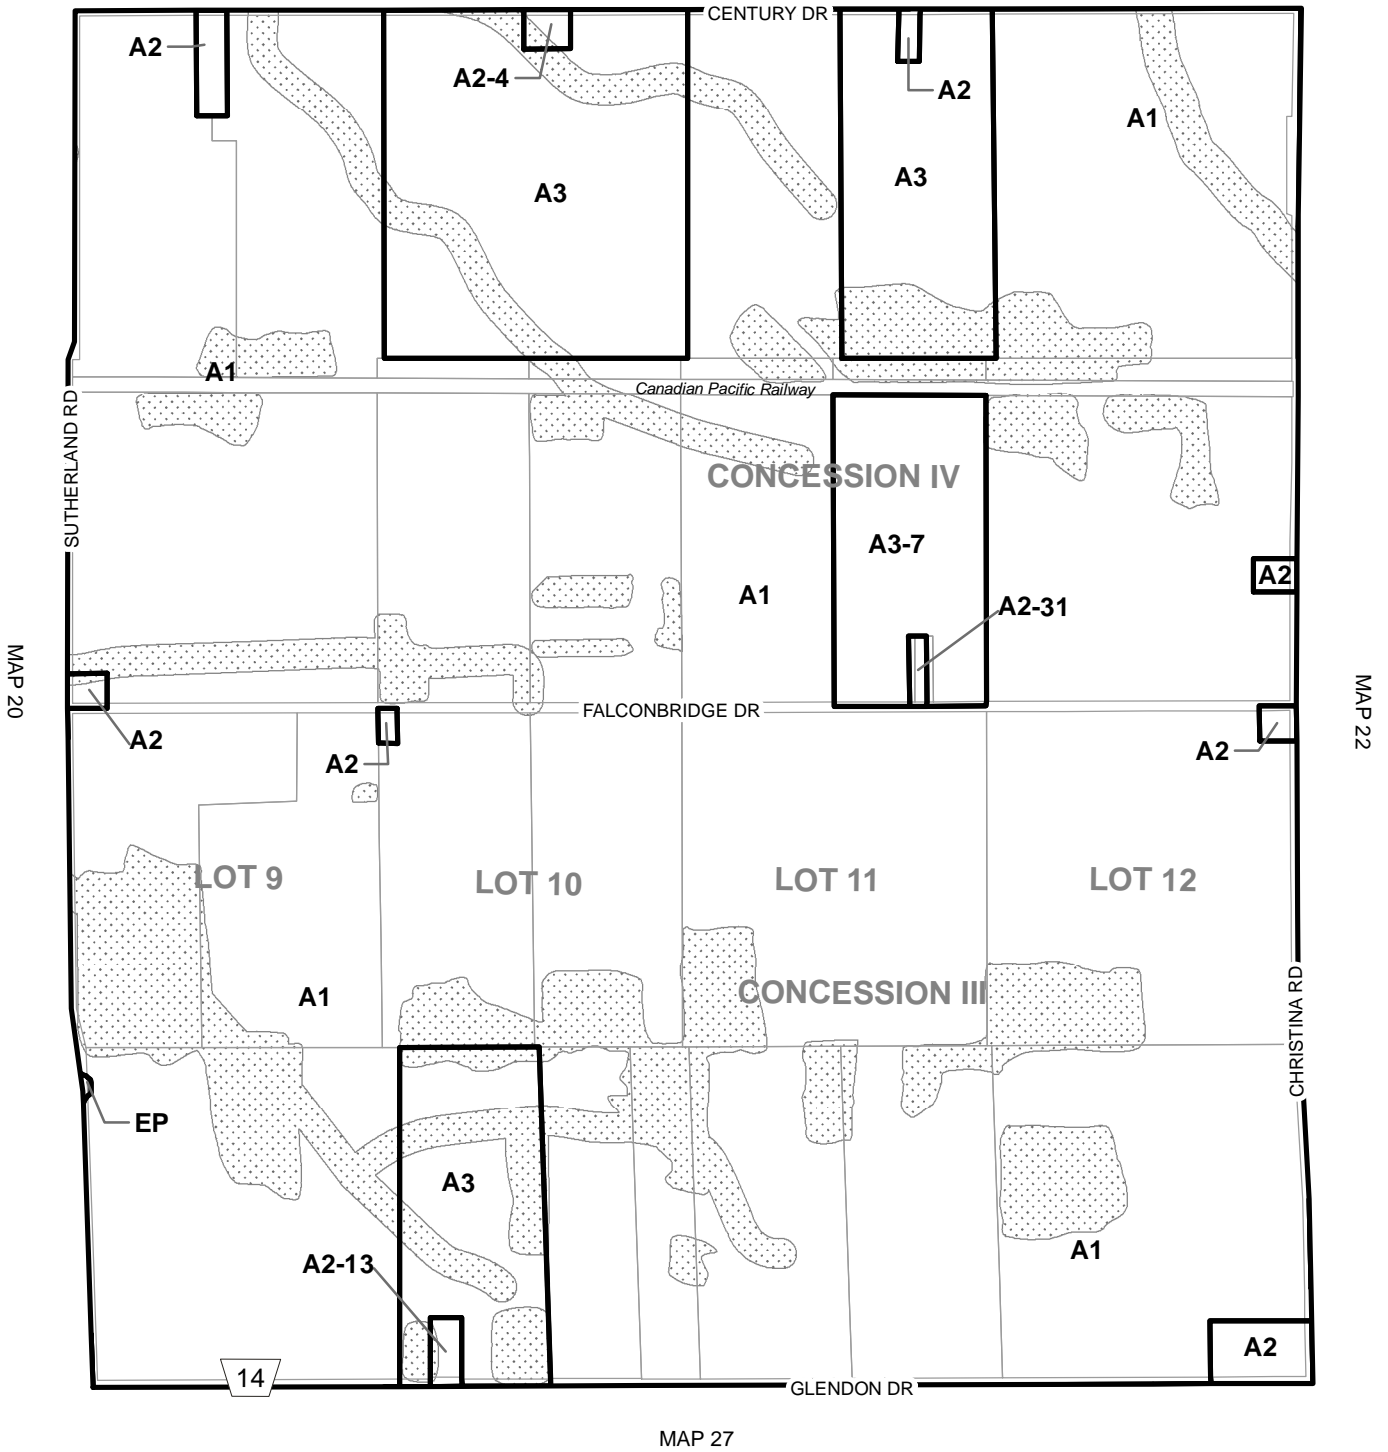 CENTURY DR
A2
A2-4
A2
A1
A3
A3
A1
Canadian Pacific Railway
SUTHERLAND RD
CONCESSION IV
A3-7
A2
A1
A2-31
MAP 20
MAP 22
FALCONBRIDGE DR
A2
A2
A2
LOT 9
LOT 10
LOT 11
LOT 12
A1
CONCESSION III
CHRISTINA RD
EP
A3
A1
A2-13
A2
14
GLENDON DR
MAP 27